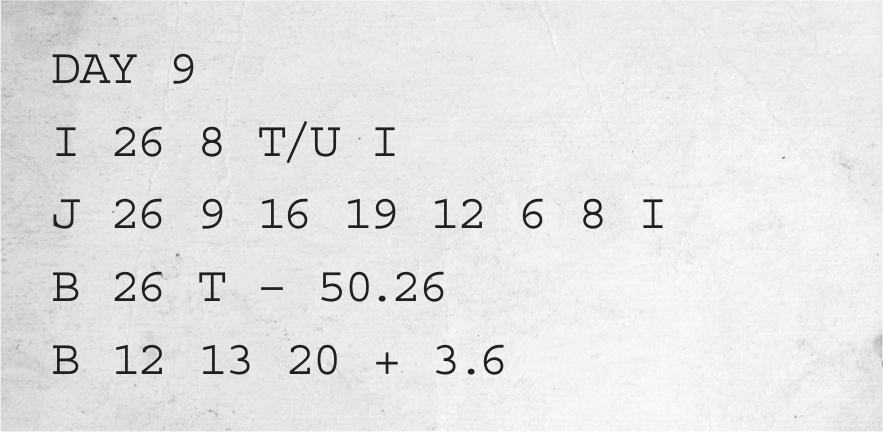 DAY 9
I 26 8 T/U I
J 26 9 16 19 12 6 8 I
B 26 T – 50.26
B 12 13 20 + 3.6